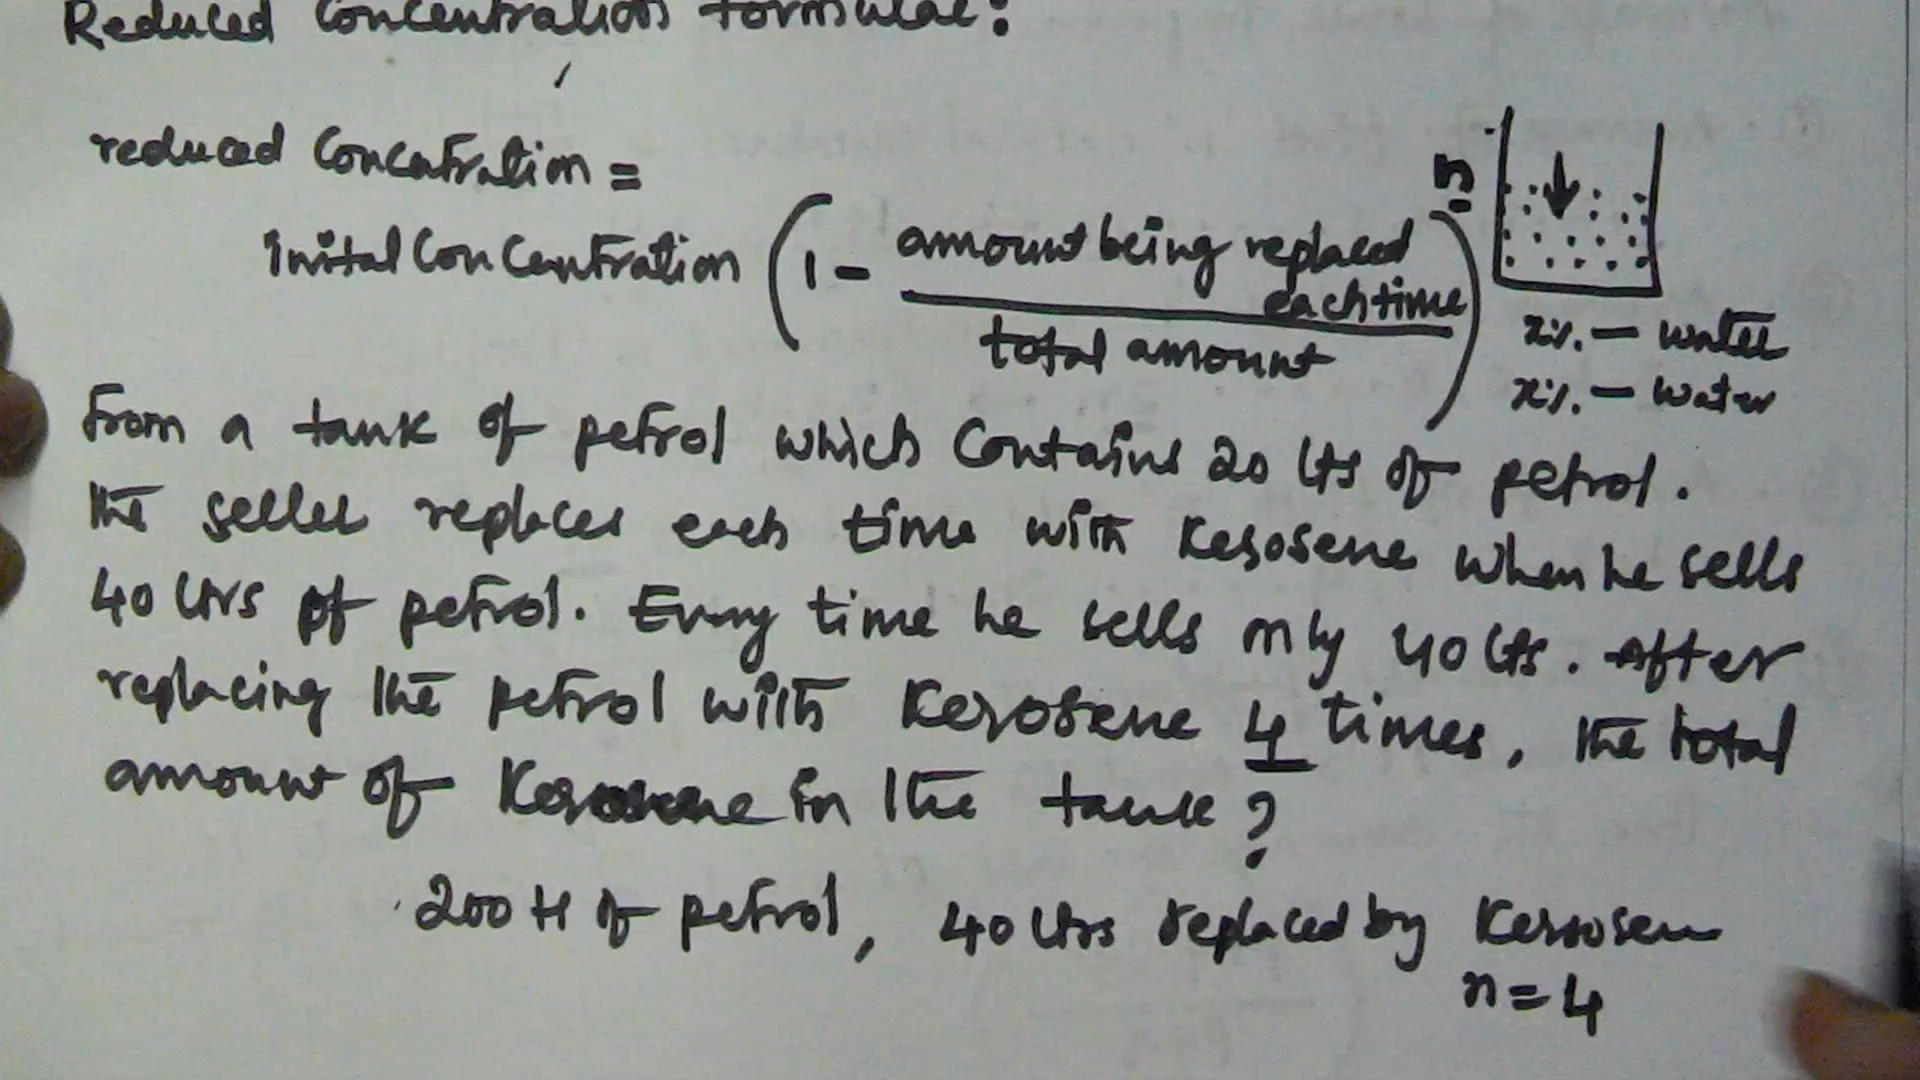 Reduced Concentration formulae:
reduced Concentration =
Inital Concentration (1 - amount being replaced each time / total amount)^n
x%. - water
x%. - water
From a tank of petrol which Contains 20 lts of petrol.
the seller replaces each time with Kesosene when he sells
40 ltrs of petrol. Every time he sells only 40 lts. After
replacing the petrol with Kerosene 4 times, the total
amount of Kerosene in the tank?
200 lt of petrol, 40 ltrs replaced by Kerosene
n = 4